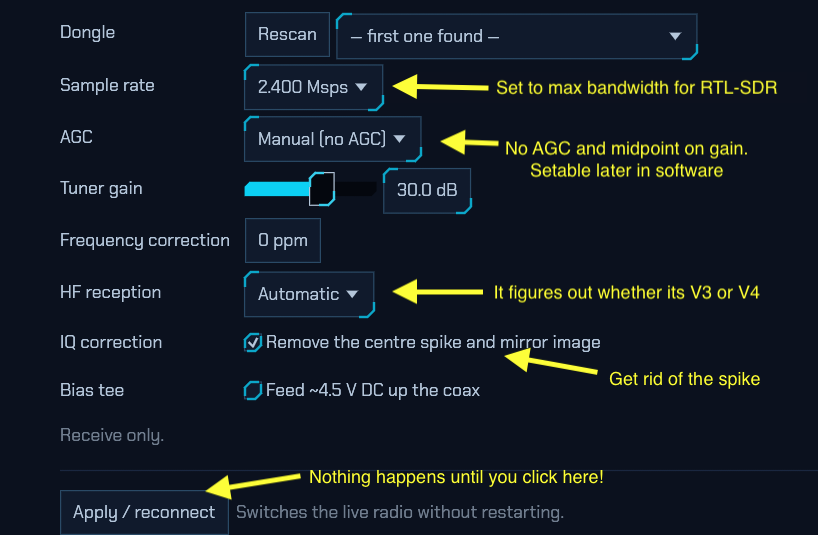 Dongle
Rescan
– first one found –
Sample rate
2.400 Msps
Set to max bandwidth for RTL-SDR
AGC
Manual (no AGC)
No AGC and midpoint on gain.
Setable later in software
Tuner gain
30.0 dB
Frequency correction
0 ppm
HF reception
Automatic
It figures out whether its V3 or V4
IQ correction
Remove the centre spike and mirror image
Get rid of the spike
Bias tee
Feed ~4.5 V DC up the coax
Receive only.
Nothing happens until you click here!
Apply / reconnect
Switches the live radio without restarting.